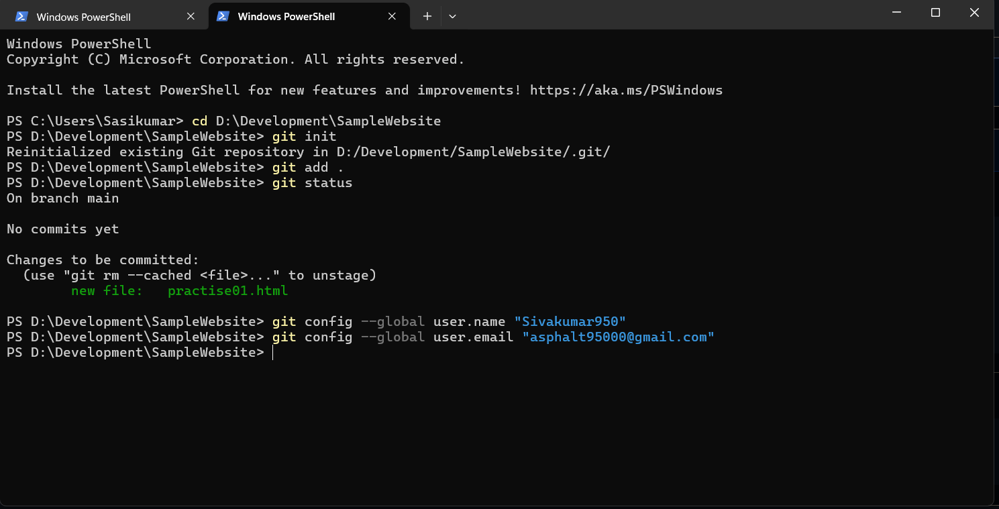 Windows PowerShell
Windows PowerShell
Windows PowerShell
Copyright (C) Microsoft Corporation. All rights reserved.
Install the latest PowerShell for new features and improvements! https://aka.ms/PSWindows
PS C:\Users\Sasikumar> cd D:\Development\SampleWebsite
PS D:\Development\SampleWebsite> git init
Reinitialized existing Git repository in D:/Development/SampleWebsite/.git/
PS D:\Development\SampleWebsite> git add .
PS D:\Development\SampleWebsite> git status
On branch main
No commits yet
Changes to be committed:
(use "git rm --cached <file>..." to unstage)
new file: practise01.html
PS D:\Development\SampleWebsite> git config --global user.name "Sivakumar950"
PS D:\Development\SampleWebsite> git config --global user.email "asphalt95000@gmail.com"
PS D:\Development\SampleWebsite>